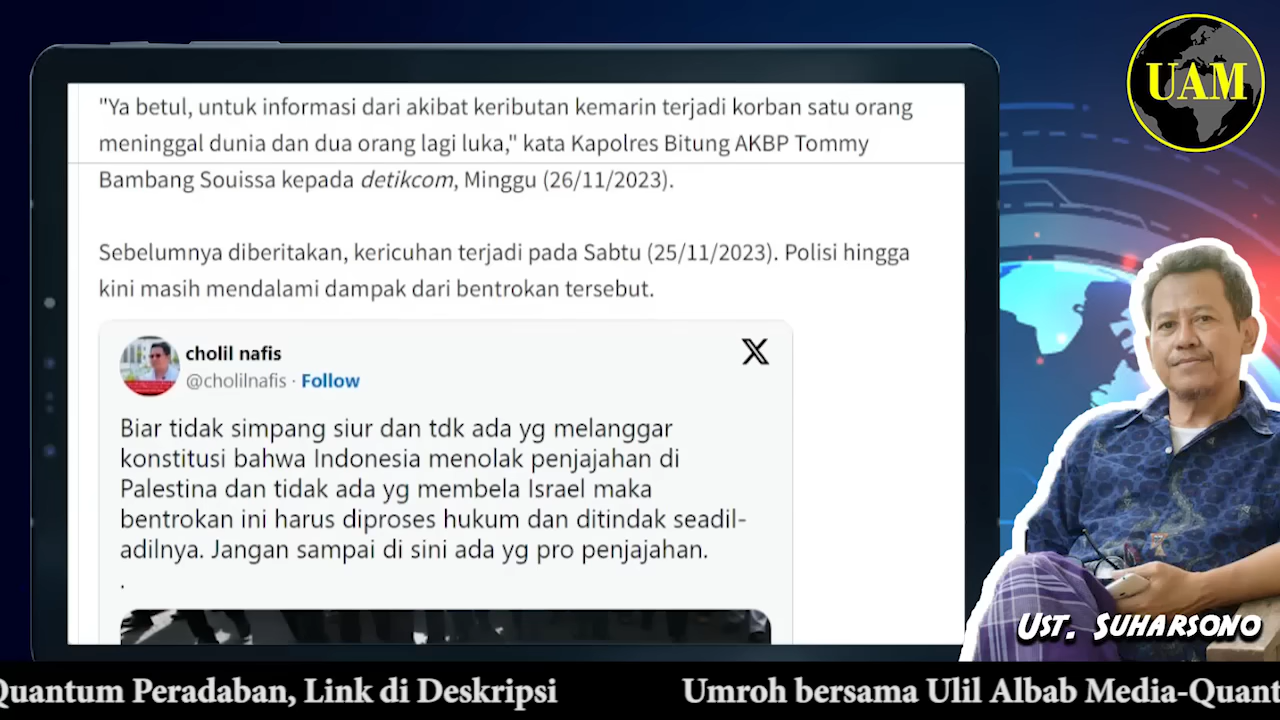 "Ya betul, untuk informasi dari akibat keributan kemarin terjadi korban satu orang
meninggal dunia dan dua orang lagi luka," kata Kapolres Bitung AKBP Tommy
Bambang Souissa kepada detikcom, Minggu (26/11/2023).
Sebelumnya diberitakan, kericuhan terjadi pada Sabtu (25/11/2023). Polisi hingga
kini masih mendalami dampak dari bentrokan tersebut.
cholil nafis
@cholilnafis · Follow
X
Biar tidak simpang siur dan tdk ada yg melanggar
konstitusi bahwa Indonesia menolak penjajahan di
Palestina dan tidak ada yg membela Israel maka
bentrokan ini harus diproses hukum dan ditindak seadil-
adilnya. Jangan sampai di sini ada yg pro penjajahan.
.
UAM
Ust. Suharsono
Quantum Peradaban, Link di Deskripsi
Umroh bersama Ulil Albab Media-Quant